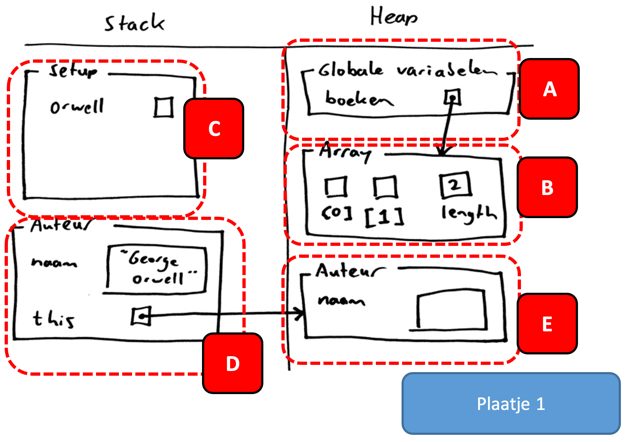 Stack
Heap
setup
orwell
C
Globale variabelen
boeken
A
Array
2
[0] [1] length
B
Auteur
naam
"George
orwell"
this
D
Auteur
naam
E
Plaatje 1